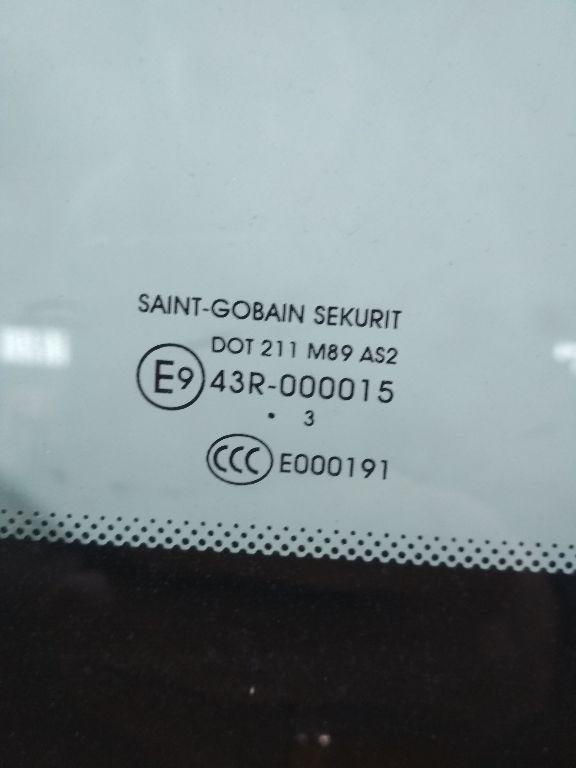 SAINT-GOBAIN SEKURIT
DOT 211 M89 AS2
E9 43R-000015
• 3
CCC E000191